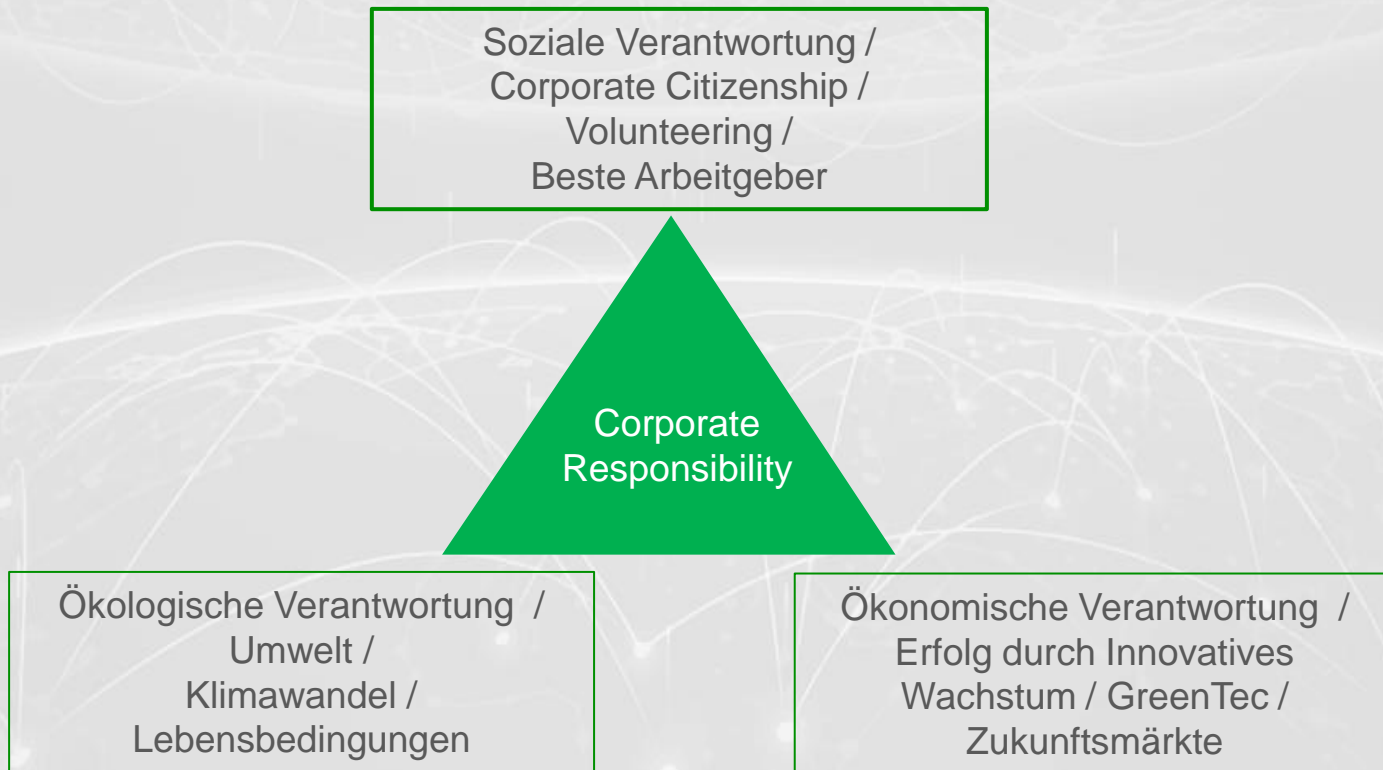 Soziale Verantwortung /
Corporate Citizenship /
Volunteering /
Beste Arbeitgeber
Corporate
Responsibility
Ökologische Verantwortung /
Umwelt /
Klimawandel /
Lebensbedingungen
Ökonomische Verantwortung /
Erfolg durch Innovatives
Wachstum / GreenTec /
Zukunftsmärkte